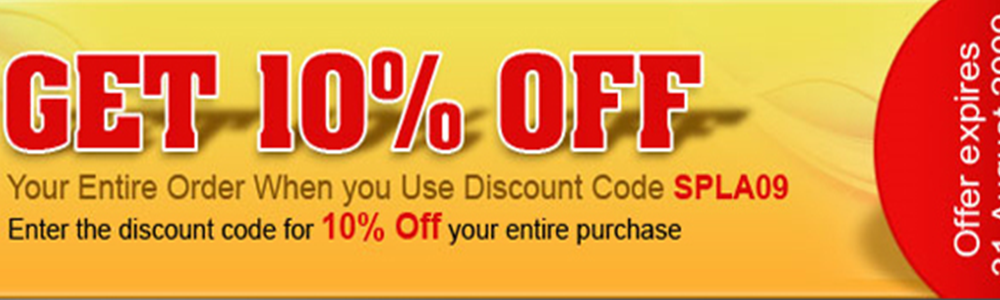 GET 10% OFF
Your Entire Order When you Use Discount Code SPLA09
Enter the discount code for 10% Off your entire purchase
Offer expires